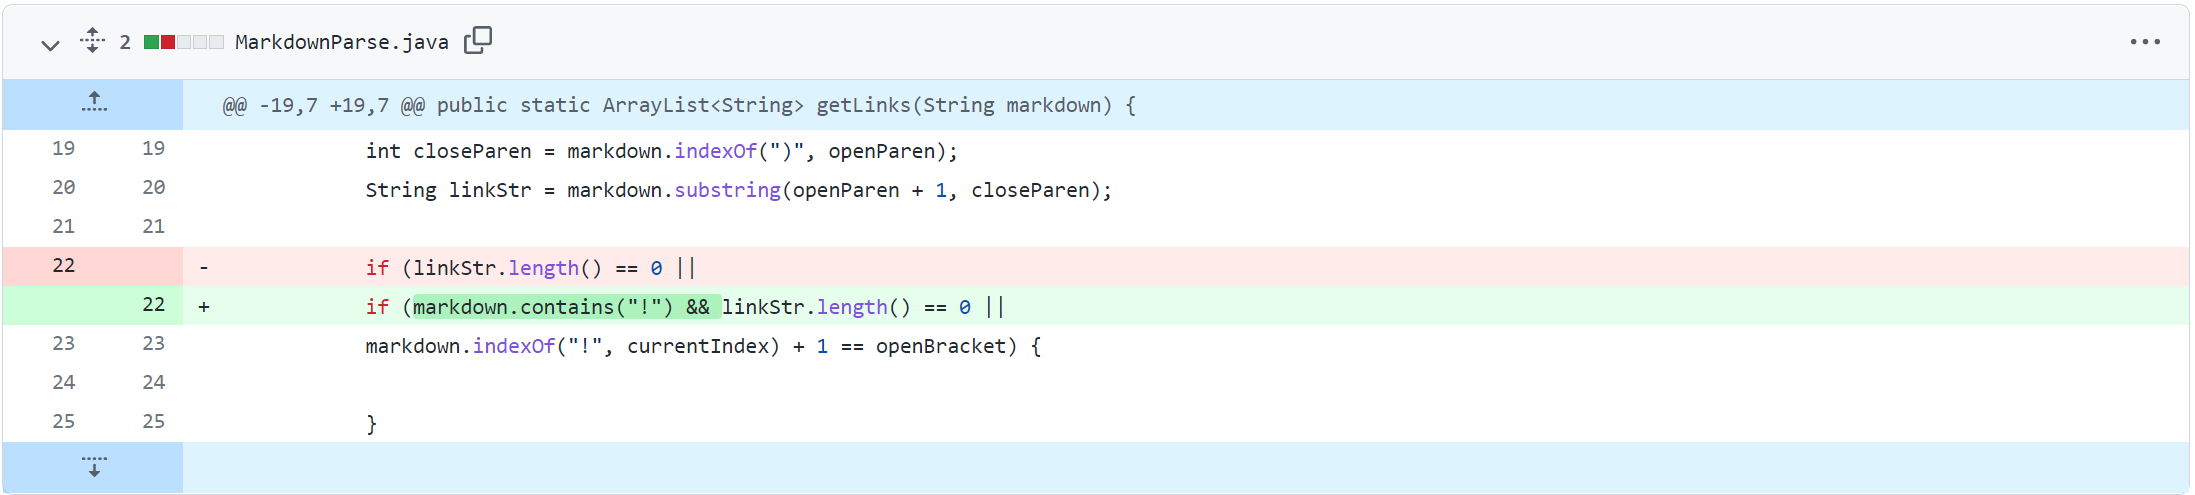 2 MarkdownParse.java
@@ -19,7 +19,7 @@ public static ArrayList<String> getLinks(String markdown) {
19 19 int closeParen = markdown.indexOf(")", openParen);
20 20 String linkStr = markdown.substring(openParen + 1, closeParen);
21 21
22 - if (linkStr.length() == 0 ||
22 + if (markdown.contains("!") && linkStr.length() == 0 ||
23 23 markdown.indexOf("!", currentIndex) + 1 == openBracket) {
24 24
25 25 }